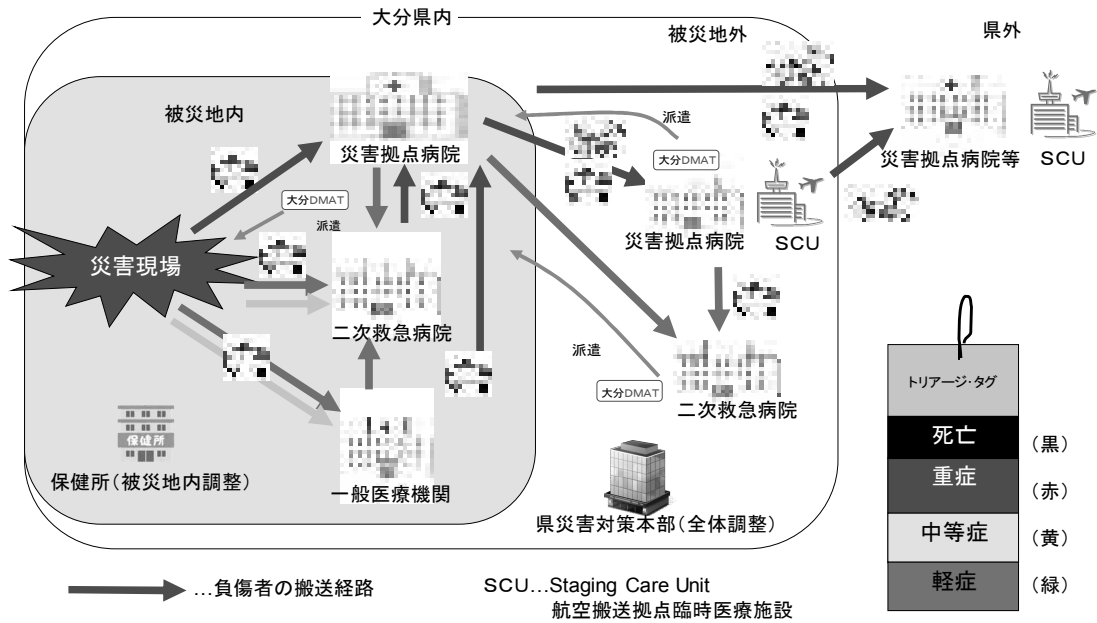 大分県内
被災地外
県外
被災地内
災害拠点病院
派遣
大分DMAT
災害拠点病院等
SCU
大分DMAT
派遣
災害拠点病院
SCU
災害現場
二次救急病院
派遣
大分DMAT
二次救急病院
保健所
保健所（被災地内調整）
一般医療機関
県災害対策本部（全体調整）
トリアージ・タグ
死亡
（黒）
重症
（赤）
中等症
（黄）
軽症
（緑）
…負傷者の搬送経路
SCU…Staging Care Unit
航空搬送拠点臨時医療施設